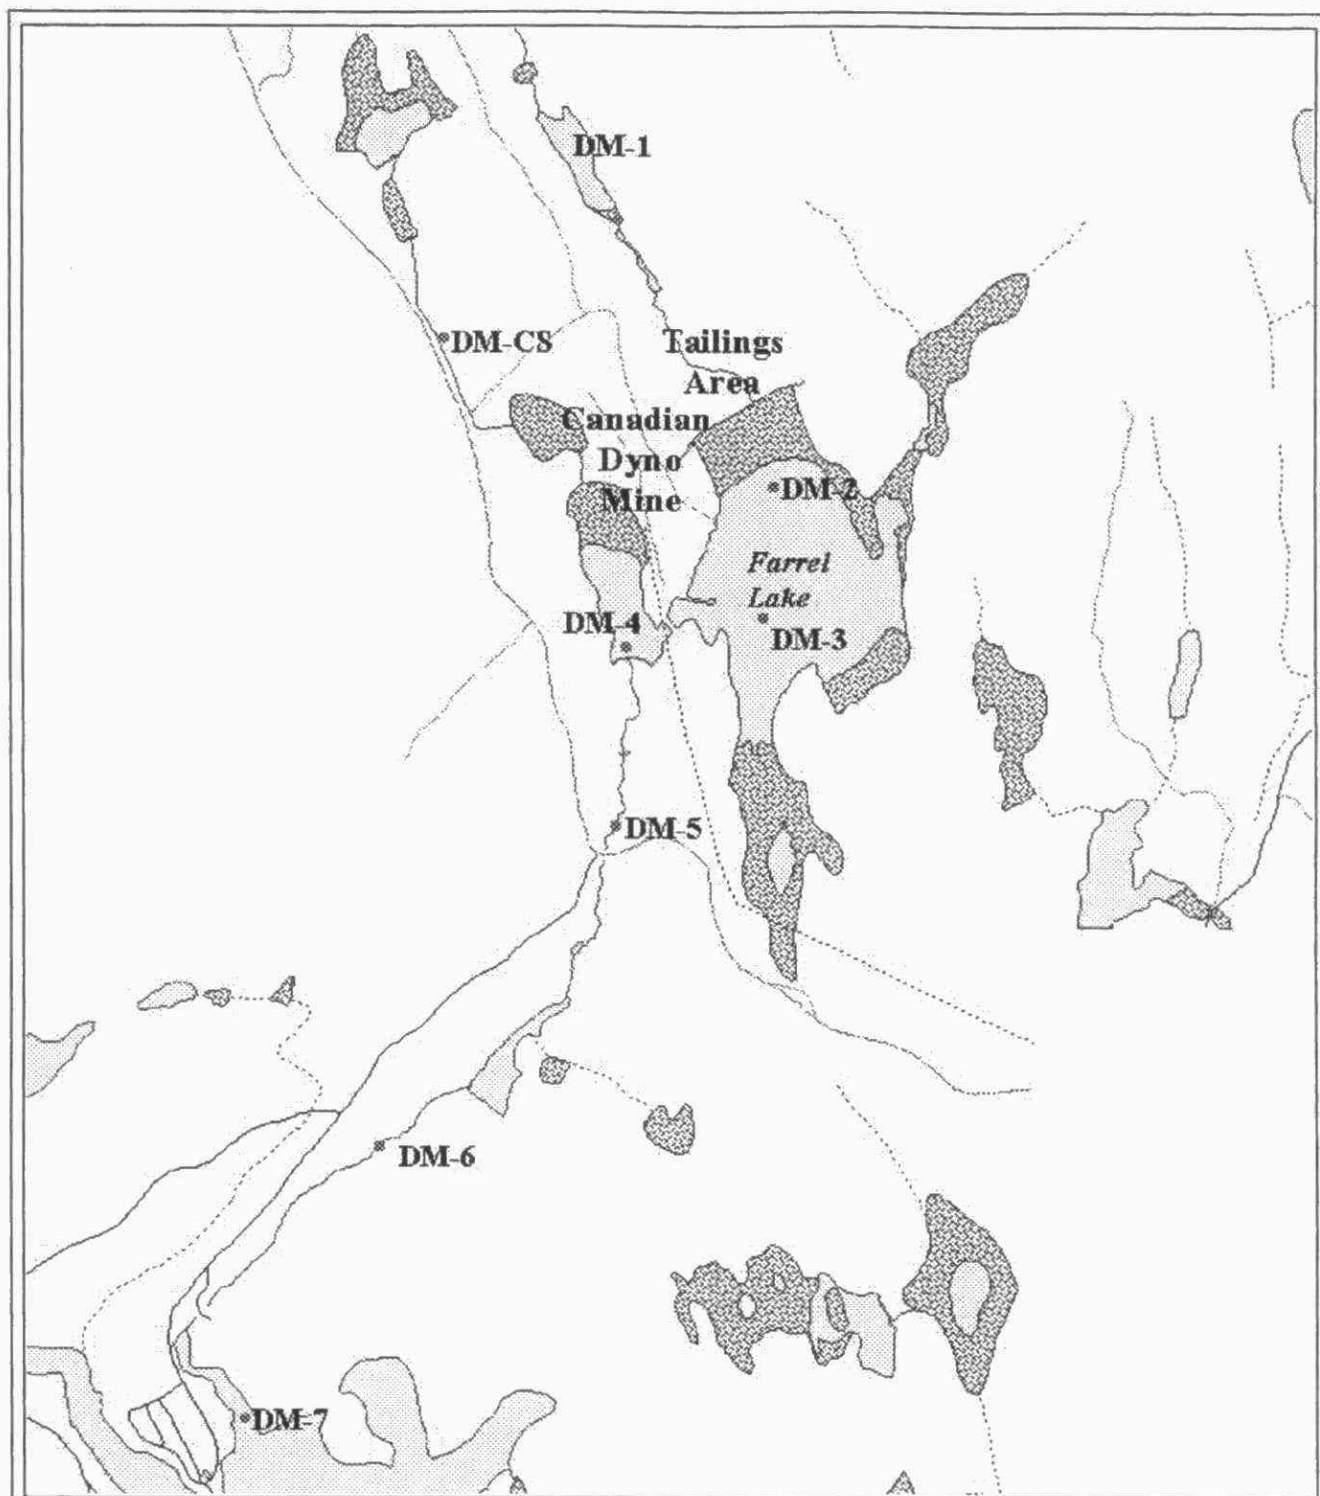 DM-1
DM-CS
Tailings
Area
Canadian
Dyno
Mine
DM-2
Farrel
Lake
DM-4
DM-3
DM-5
DM-6
DM-7